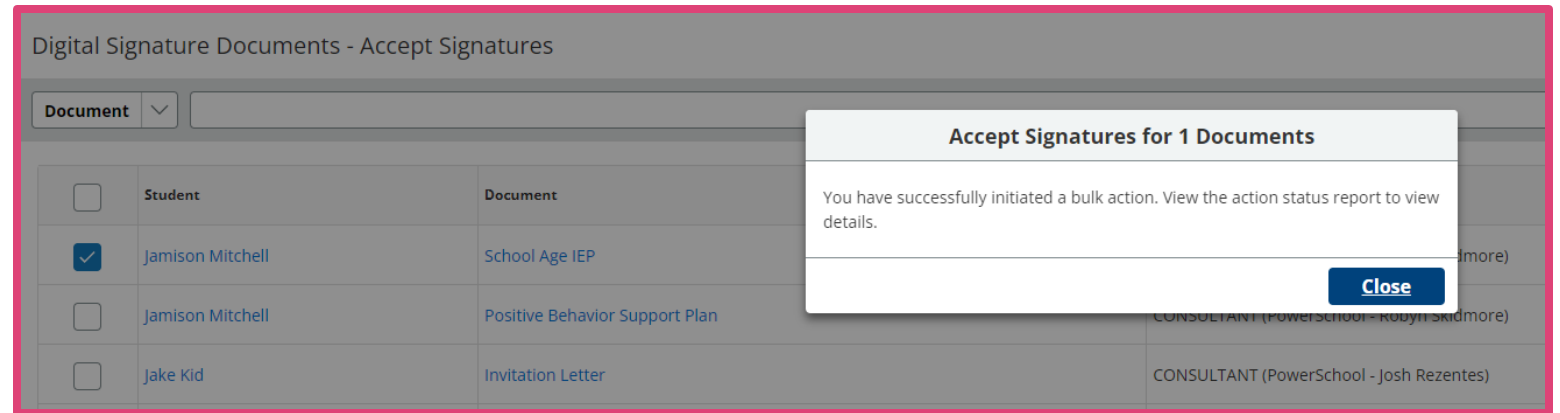 Digital Signature Documents - Accept Signatures
Document
Accept Signatures for 1 Documents
You have successfully initiated a bulk action. View the action status report to view
details.
Close
Student
Document
Jamison Mitchell
School Age IEP
dmore)
Jamison Mitchell
Positive Behavior Support Plan
CONSULTANT (PowerSchool - Robyn Skidmore)
Jake Kid
Invitation Letter
CONSULTANT (PowerSchool - Josh Rezentes)